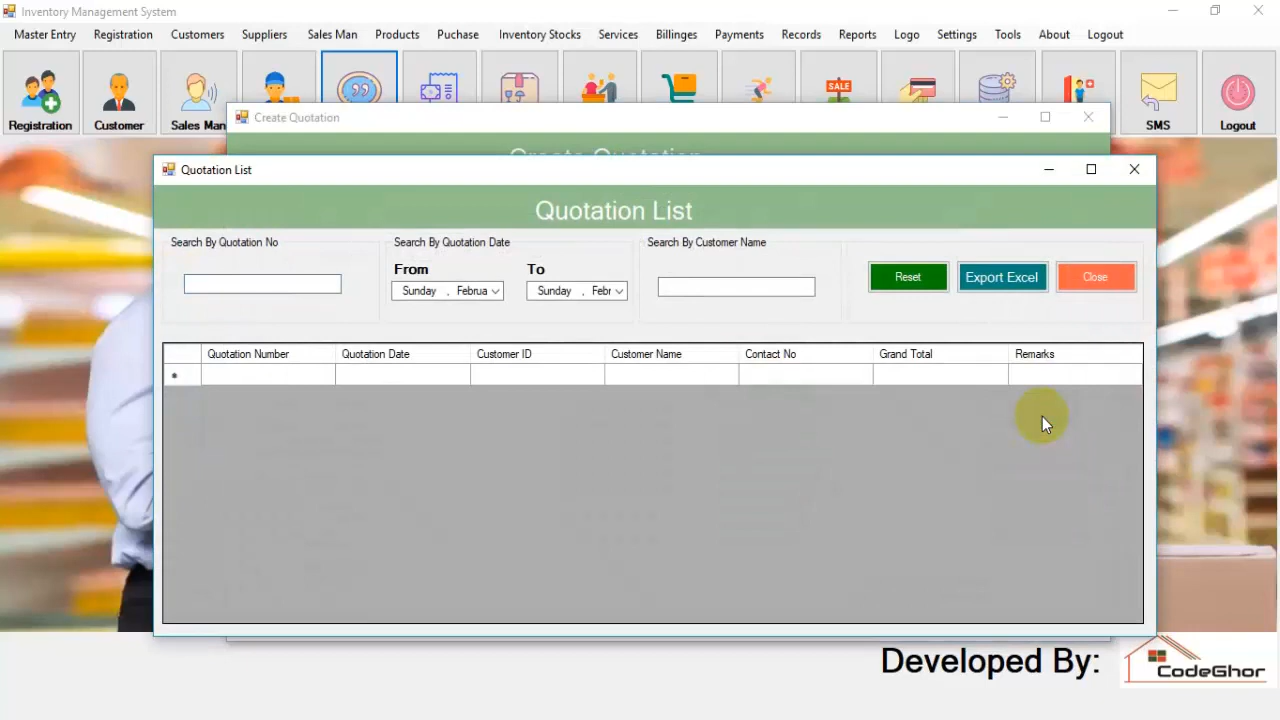 Inventory Management System
Master Entry Registration Customers Suppliers Sales Man Products Puchase Inventory Stocks Services Billinges Payments Records Reports Logo Settings Tools About Logout
SALE
Registration Customer Sales Man SMS Logout
Create Quotation
Create Quotation
Quotation List
Quotation List
Search By Quotation No Search By Quotation Date Search By Customer Name
From To
Sunday , Februa Sunday , Febr
Reset Export Excel Close
Quotation Number Quotation Date Customer ID Customer Name Contact No Grand Total Remarks
Developed By: CodeGhor